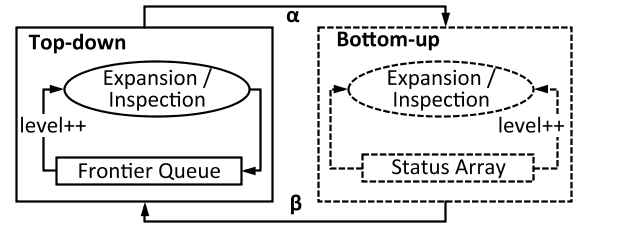 α
Top-down
Expansion /
Inspection
level++
Frontier Queue
Bottom-up
Expansion /
Inspection
level++
Status Array
β